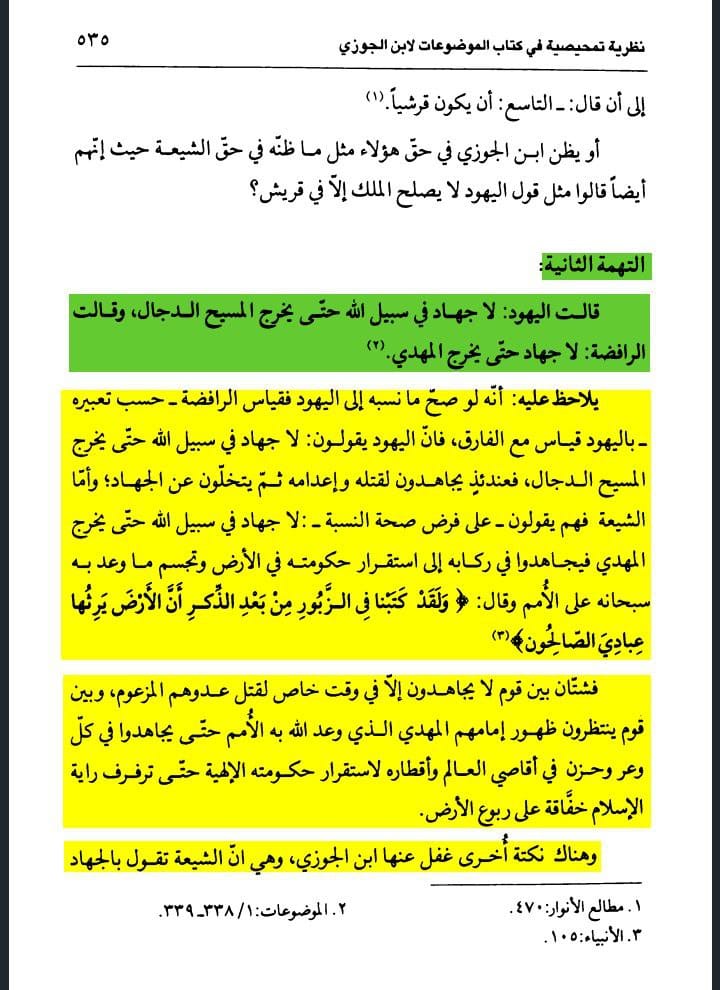 نظرية تمحيصية في كتاب الموضوعات لابن الجوزي
٥٣٥
إلى أن قال: ـ التاسع: أن يكون قرشياً.(١)
أو يظن ابن الجوزي في حقّ هؤلاء مثل ما ظنّه في حقّ الشيعة حيث إنّهم
أيضاً قالوا مثل قول اليهود لا يصلح الملك إلاّ في قريش؟
التهمة الثانية:
قالت اليهود: لا جهاد في سبيل الله حتّى يخرج المسيح الدجال، وقالت
الرافضة: لا جهاد حتّى يخرج المهدي.(٢)
يلاحظ عليه: أنّه لو صحّ ما نسبه إلى اليهود فقياس الرافضة ـ حسب تعبيره
ـ باليهود قياس مع الفارق، فانّ اليهود يقولون: لا جهاد في سبيل الله حتّى يخرج
المسيح الدجال، فعندئذٍ يجاهدون لقتله وإعدامه ثمّ يتخلّون عن الجهاد؛ وأمّا
الشيعة فهم يقولون ـ على فرض صحة النسبة ـ :لا جهاد في سبيل الله حتّى يخرج
المهدي فيجاهدوا في ركابه إلى استقرار حكومته في الأرض وتجسم ما وعد به
سبحانه على الأُمم وقال: ﴿ وَلَقَدْ كَتَبْنا فِى الزَّبُورِ مِنْ بَعْدِ الذِّكرِ أَنَّ الأَرْضَ يَرِثُها
عِبادِيَ الصّالِحُون﴾(٣)
فشتّان بين قوم لا يجاهدون إلاّ في وقت خاص لقتل عدوهم المزعوم، وبين
قوم ينتظرون ظهور إمامهم المهدي الذي وعد الله به الأُمم حتّى يجاهدوا في كلّ
وعر وحزن في أقاصي العالم وأقطاره لاستقرار حكومته الإلهية حتّى ترفرف راية
الإسلام خفَّاقة على ربوع الأرض.
وهناك نكتة أُخرى غفل عنها ابن الجوزي، وهي انّ الشيعة تقول بالجهاد
١. مطالع الأنوار:٤٧٠.
٢. الموضوعات:١/ ٣٣٨ـ ٣٣٩.
٣. الأنبياء:١٠٥.